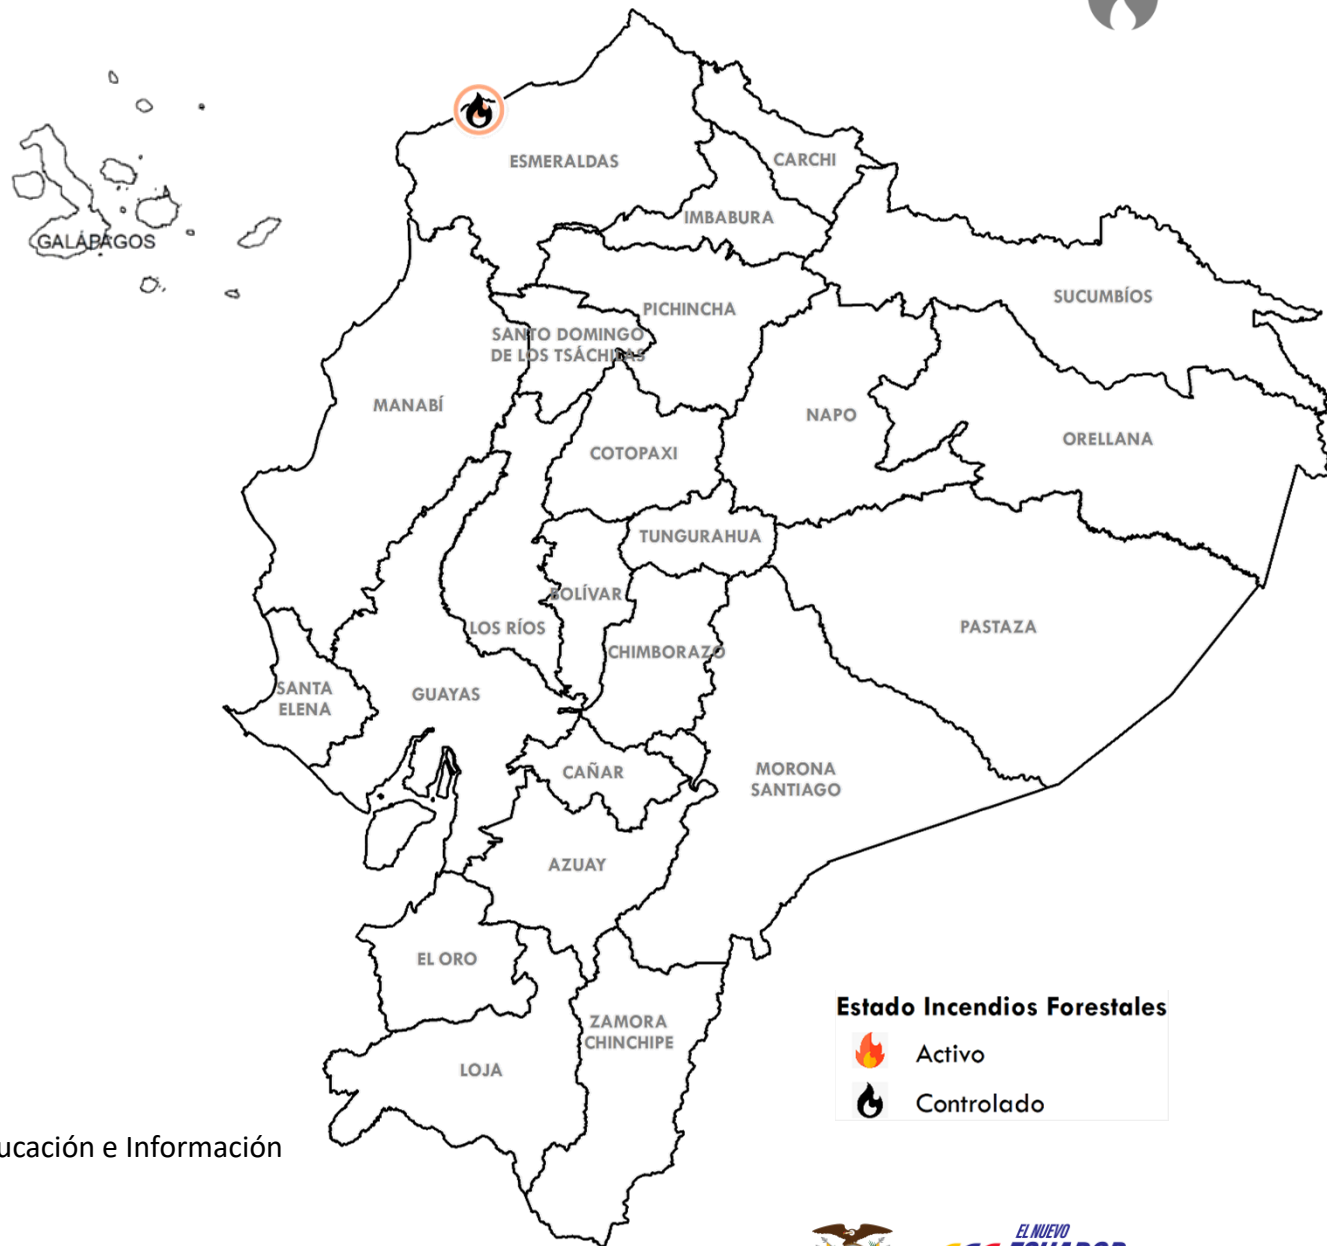 ESMERALDAS
CARCHI
IMBABURA
GALÁPAGOS
SUCUMBÍOS
PICHINCHA
SANTO DOMINGO
DE LOS TSÁCHILAS
MANABÍ
NAPO
ORELLANA
COTOPAXI
TUNGURAHUA
BOLÍVAR
LOS RÍOS
PASTAZA
CHIMBORAZO
SANTA
ELENA
GUAYAS
CAÑAR
MORONA
SANTIAGO
AZUAY
EL ORO
ZAMORA
CHINCHIPE
LOJA
Estado Incendios Forestales
Activo
Controlado
ucación e Información
EL NUEVO
ECUADOR